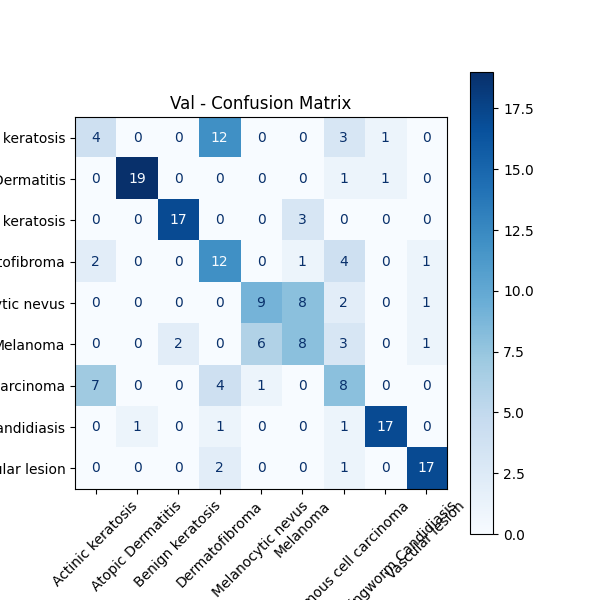 Val - Confusion Matrix
keratosis 4 0 0 12 0 0 3 1 0
Dermatitis 0 19 0 0 0 0 1 1 0
keratosis 0 0 17 0 0 3 0 0 0
tofibroma 2 0 0 12 0 1 4 0 1
ytic nevus 0 0 0 0 9 8 2 0 1
Melanoma 0 0 2 0 6 8 3 0 1
arcinoma 7 0 0 4 1 0 8 0 0
andidiasis 0 1 0 1 0 0 1 17 0
ular lesion 0 0 0 2 0 0 1 0 17
Actinic keratosis
Atopic Dermatitis
Benign keratosis
Dermatofibroma
Melanocytic nevus
Melanoma
mous cell carcinoma
ngworm Candidiasis
Vascular lesion
17.5
15.0
12.5
10.0
7.5
5.0
2.5
0.0